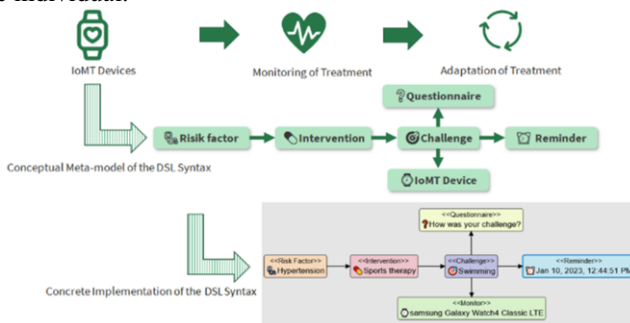 individual.
IoMT Devices
Monitoring of Treatment
Adaptation of Treatment
Questionnaire
Risik factor
Intervention
Challenge
Reminder
Conceptual Meta-model of the DSL Syntax
IoMT Device
<<Questionnaire>>
How was your challenge?
<<Risk Factor>>
Hypertension
<<Intervention>>
Sports therapy
<<Challenge>>
Swimming
<<Reminder>>
Jan 10, 2023, 12:44:51 PM
Concrete Implementation of the DSL Syntax
<<Monitor>>
samsung Galaxy Watch4 Classic LTE